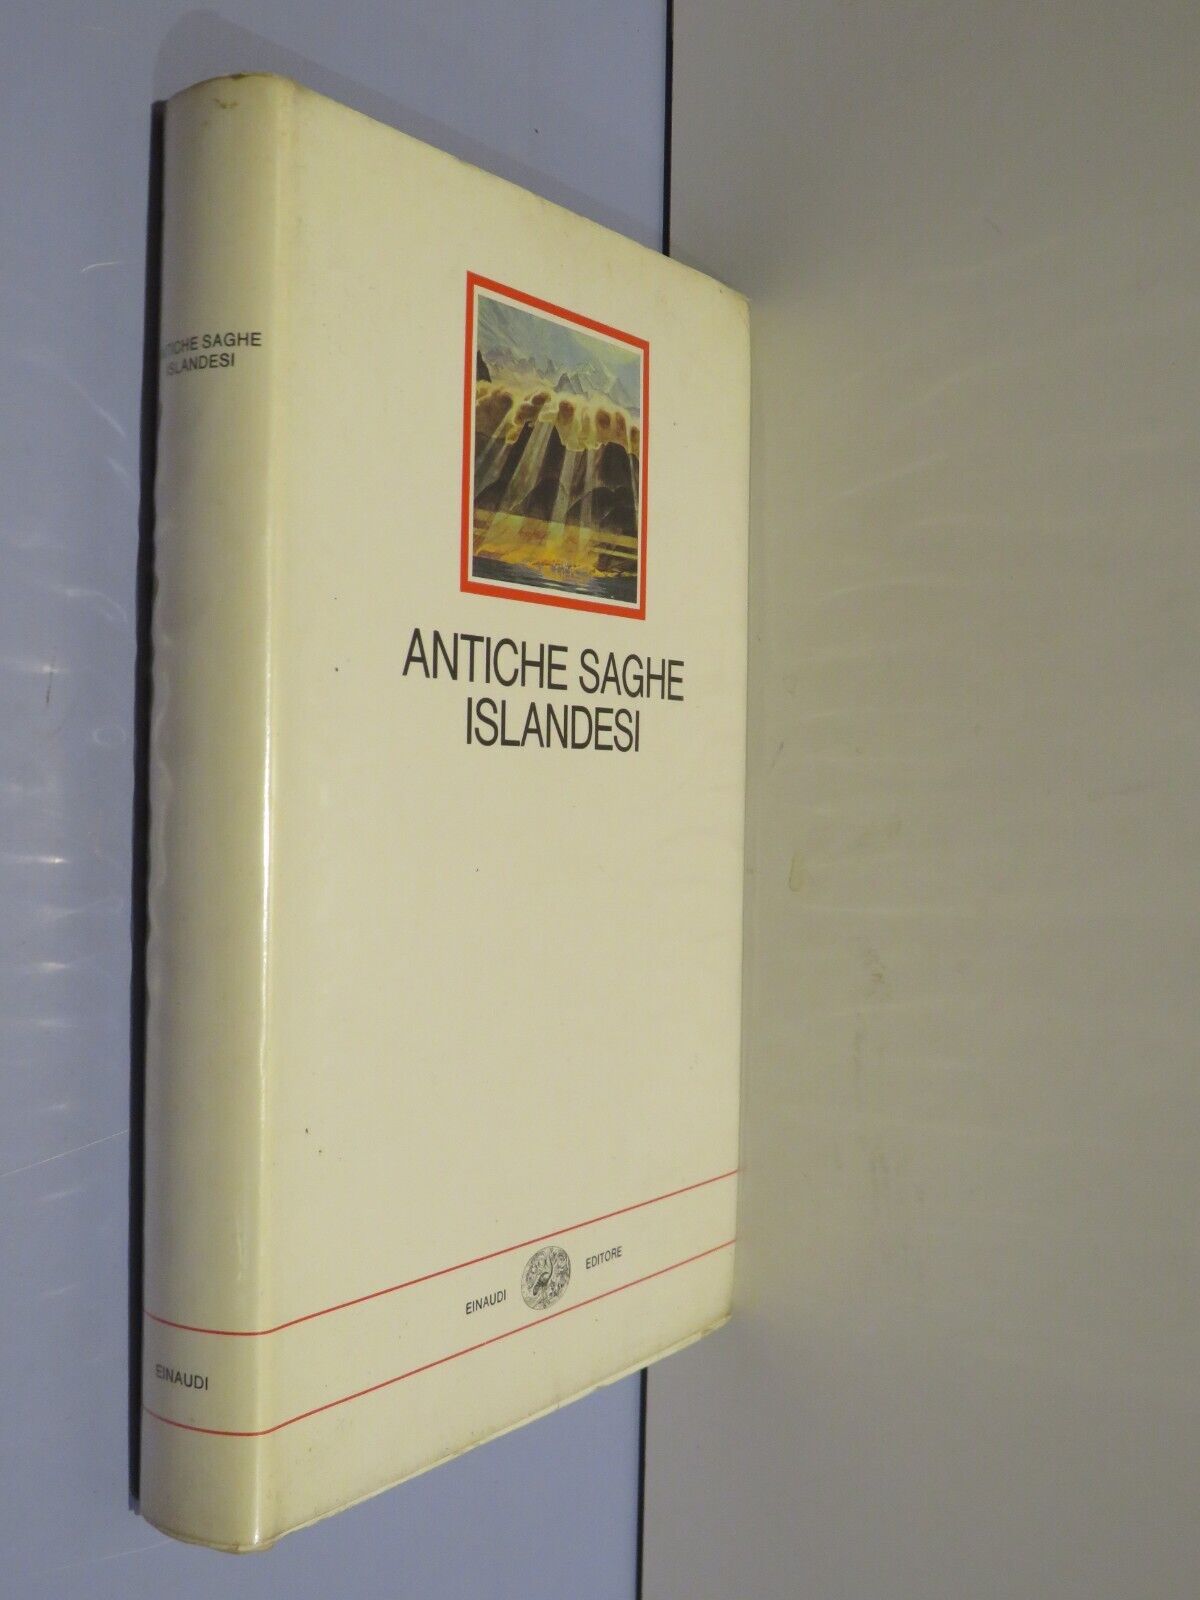 ANTICHE SAGHE
ISLANDESI
ANTICHE SAGHE
ISLANDESI
EINAUDI
EDITORE
EINAUDI